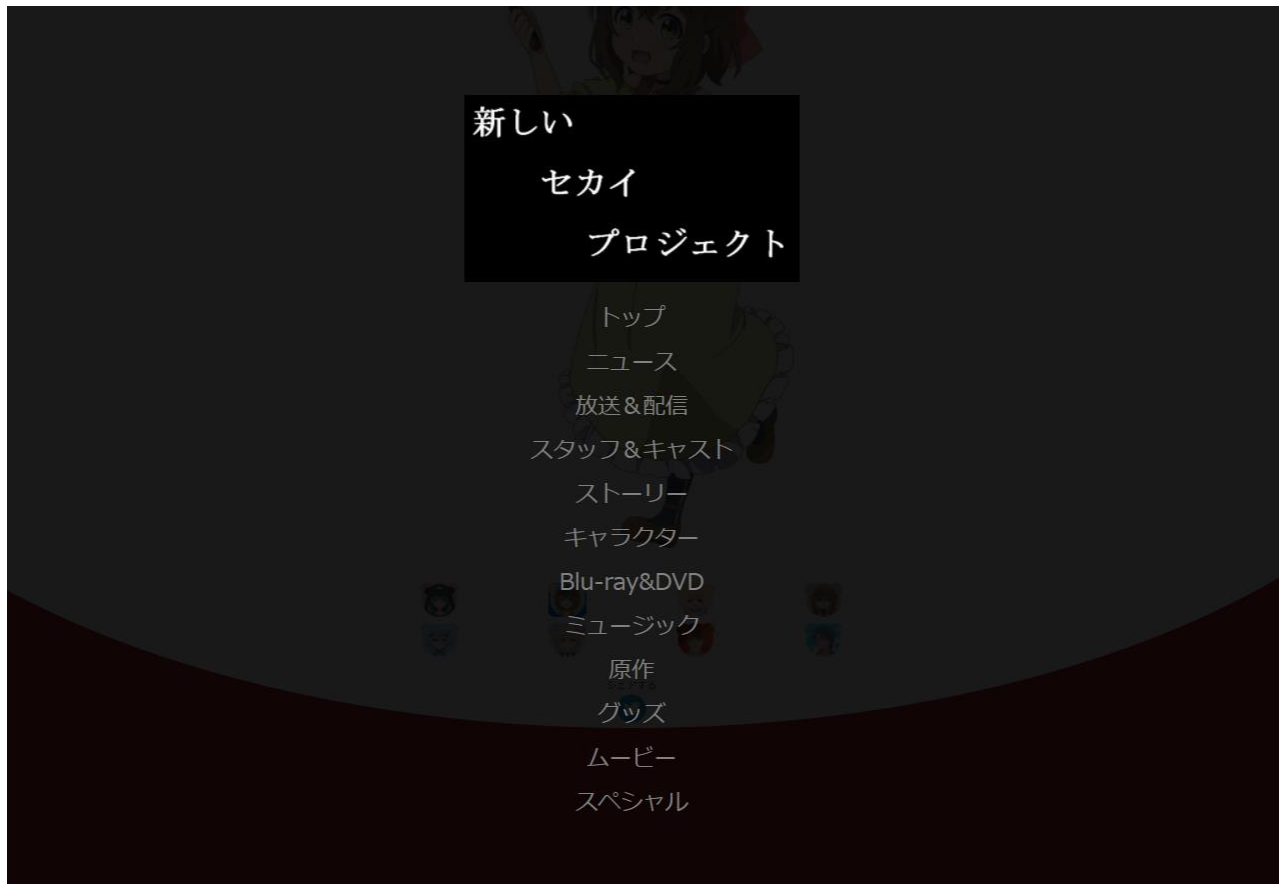 新しい
セカイ
プロジェクト
トップ
ニュース
放送＆配信
スタッフ＆キャスト
ストーリー
キャラクター
Blu-ray&DVD
ミュージック
原作
グッズ
ムービー
スペシャル